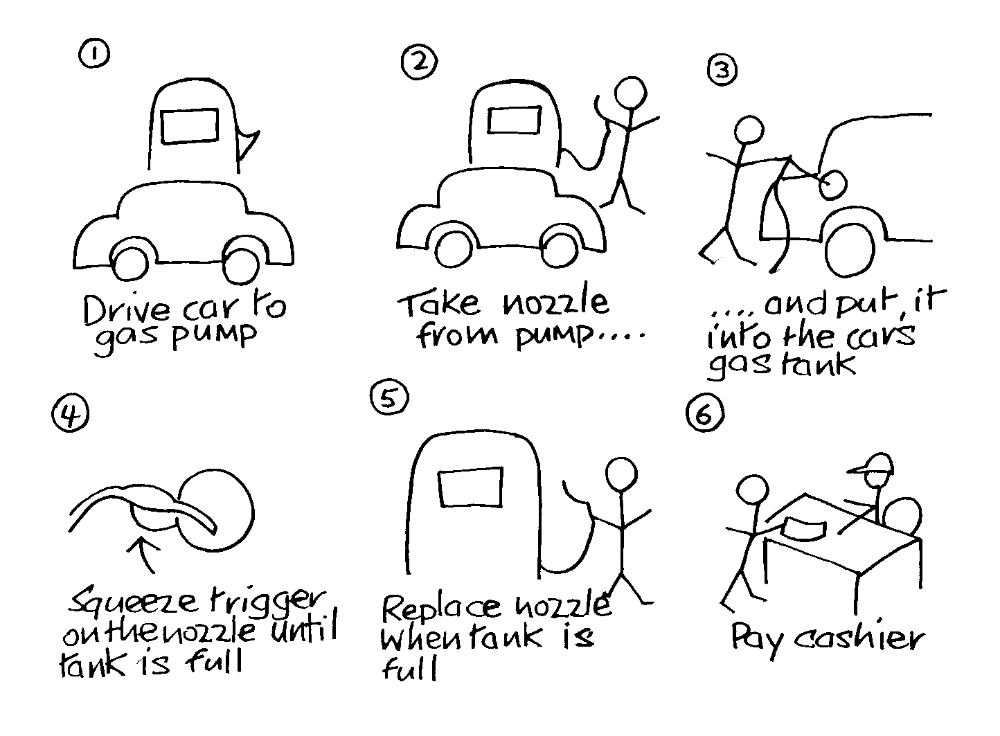 1
Drive car to
gas pump
2
Take nozzle
from pump....
3
.... and put, it
into the cars
gas tank
4
Squeeze trigger
on the nozzle until
tank is full
5
Replace nozzle
when tank is
full
6
Pay cashier